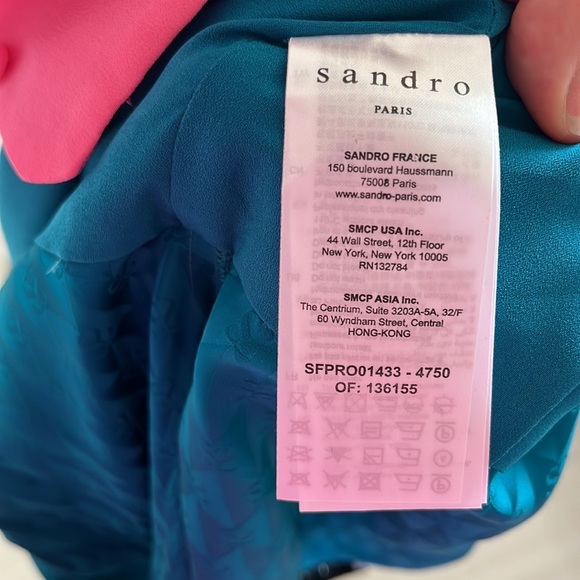 sandro
PARIS
SANDRO FRANCE
150 boulevard Haussmann
75008 Paris
www.sandro-paris.com
SMCP USA Inc.
44 Wall Street, 12th Floor
New York, New York 10005
RN132784
SMCP ASIA Inc.
The Centrium, Suite 3203A-5A, 32/F
60 Wyndham Street, Central
HONG-KONG
SFPRO01433 - 4750
OF: 136155